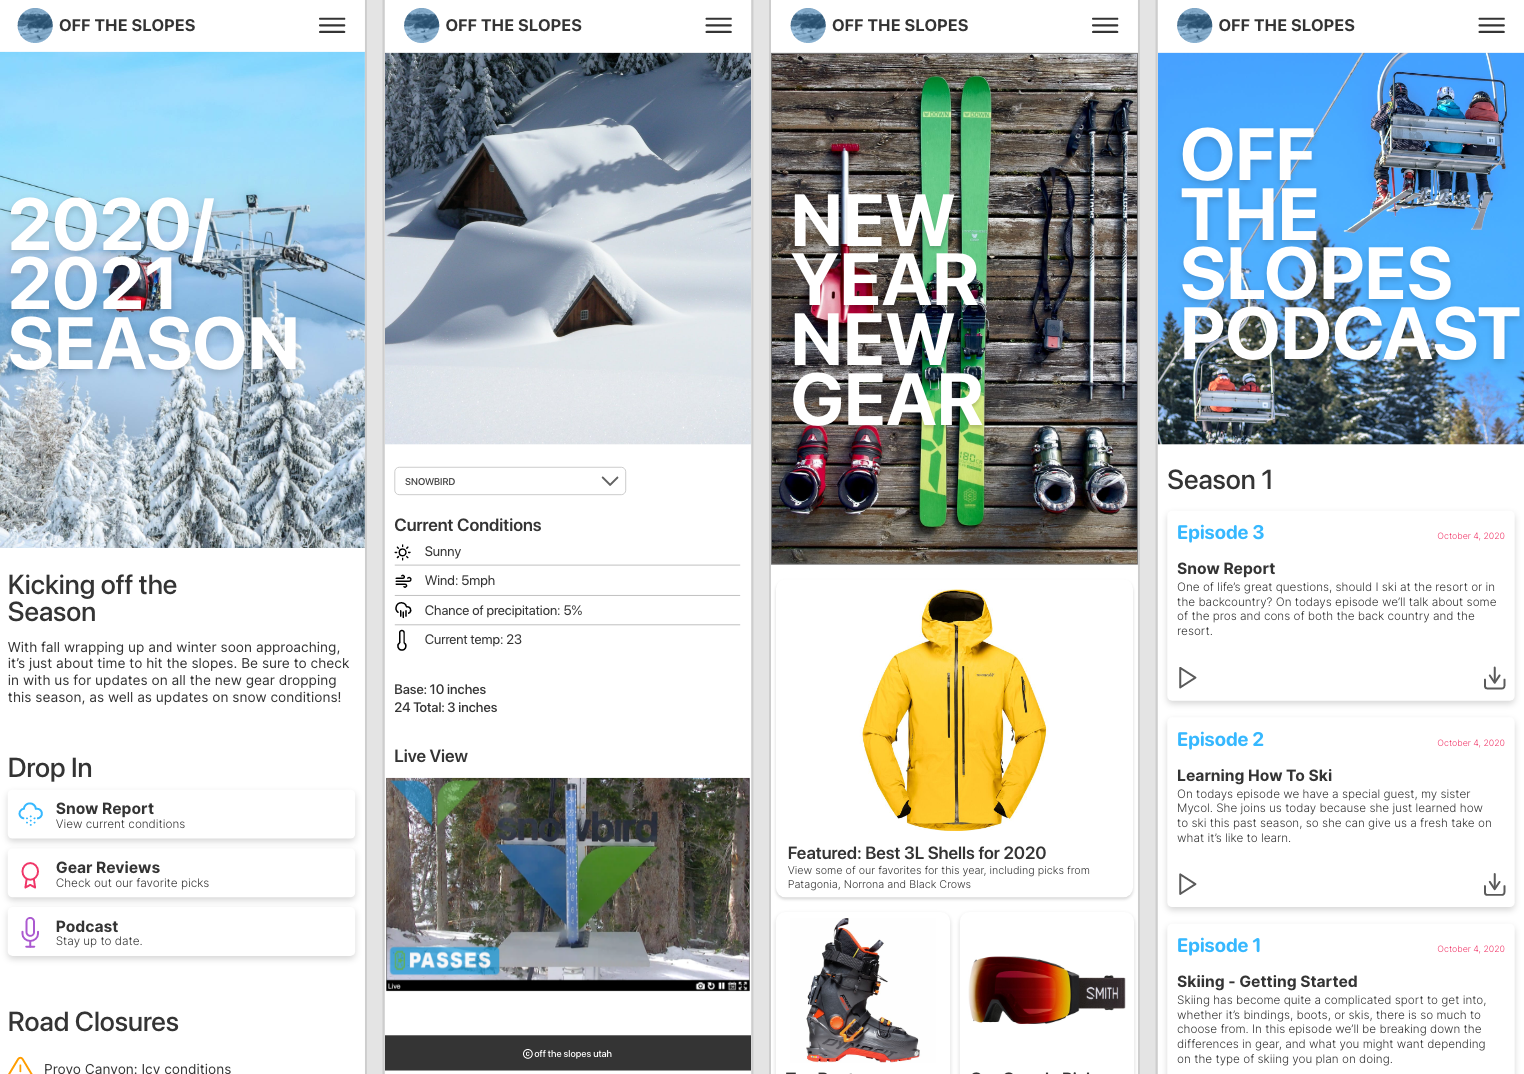 OFF THE SLOPES
2020/
2021
SEASON
Kicking off the
Season
With fall wrapping up and winter soon approaching,
it's just about time to hit the slopes. Be sure to check
in with us for updates on all the new gear dropping
this season, as well as updates on snow conditions!
Drop In
Snow Report
View current conditions
Gear Reviews
Check out our favorite picks
Podcast
Stay up to date.
Road Closures
Provo Canyon: Icy conditions
OFF THE SLOPES
SNOWBIRD
Current Conditions
Sunny
Wind: 5mph
Chance of precipitation: 5%
Current temp: 23
Base: 10 inches
24 Total: 3 inches
Live View
snowbird
PASSES
Live
© off the slopes utah
OFF THE SLOPES
DOWN
DOWN
NEW
YEAR
NEW
GEAR
Featured: Best 3L Shells for 2020
View some of our favorites for this year, including picks from
Patagonia, Norrona and Black Crows
SMITH
OFF THE SLOPES
OFF
THE
SLOPES
PODCAST
Season 1
Episode 3
October 4, 2020
Snow Report
One of life's great questions, should I ski at the resort or in
the backcountry? On todays episode we'll talk about some
of the pros and cons of both the back country and the
resort.
Episode 2
October 4, 2020
Learning How To Ski
On todays episode we have a special guest, my sister
Mycol. She joins us today because she just learned how
to ski this past season, so she can give us a fresh take on
what it's like to learn.
Episode 1
October 4, 2020
Skiing - Getting Started
Skiing has become quite a complicated sport to get into,
whether it's bindings, boots, or skis, there is so much to
choose from. In this episode we'll be breaking down the
differences in gear, and what you might want depending
on the type of skiing you plan on doing.